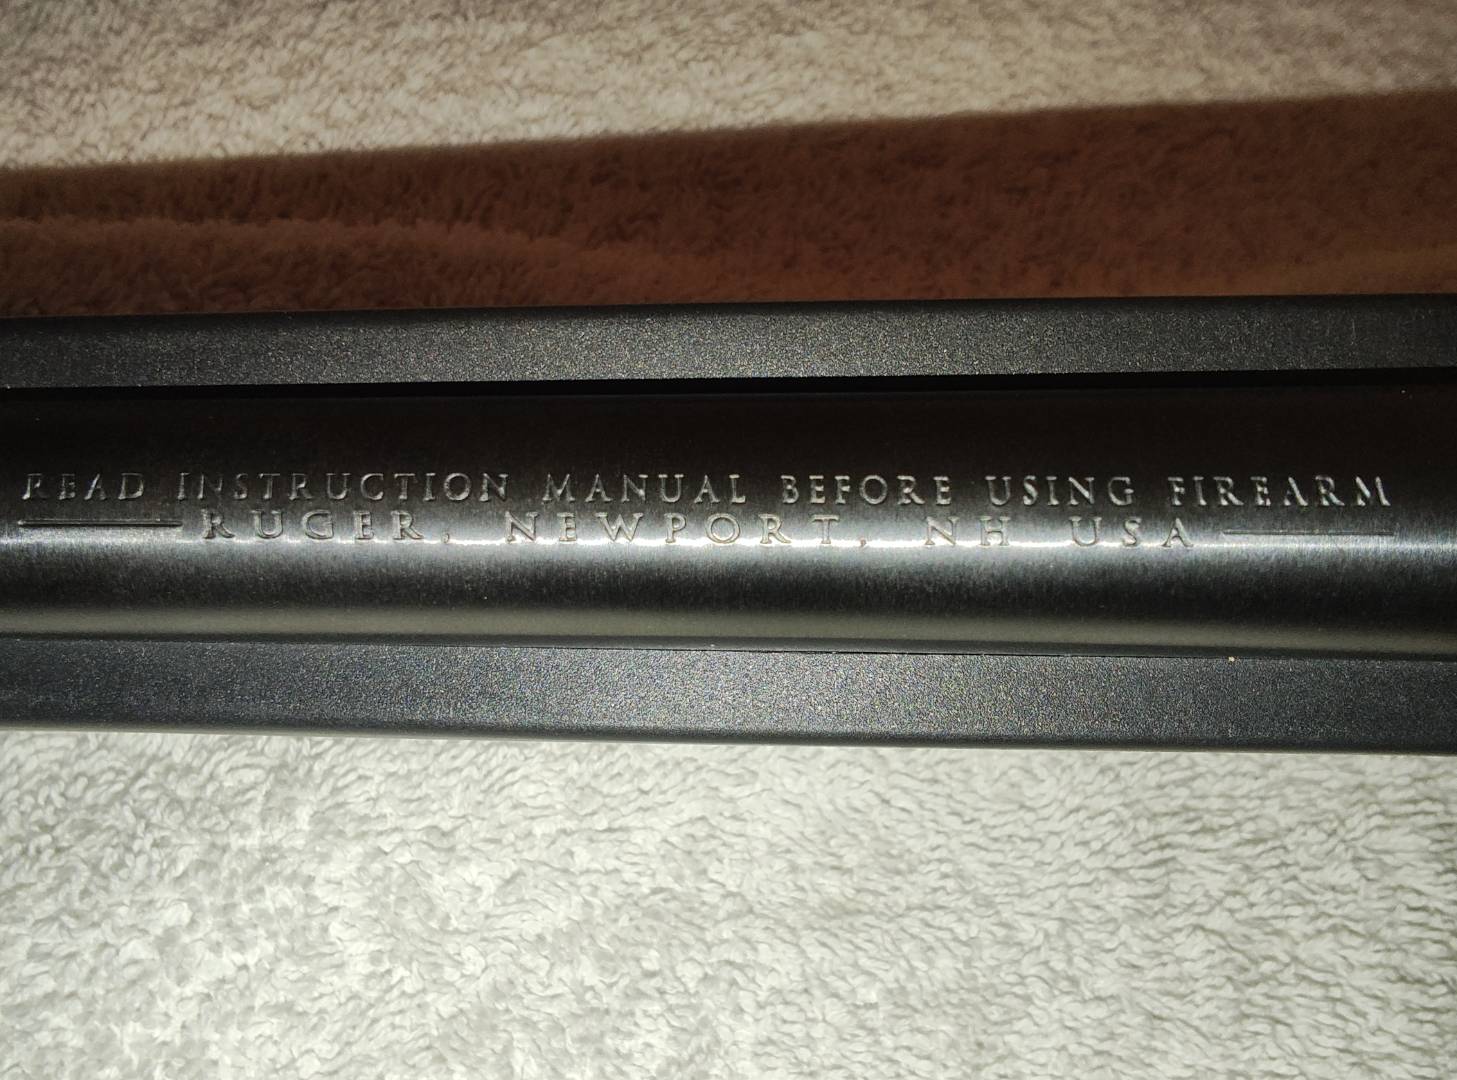 READ INSTRUCTION MANUAL BEFORE USING FIREARM
RUGER, NEWPORT, NH USA